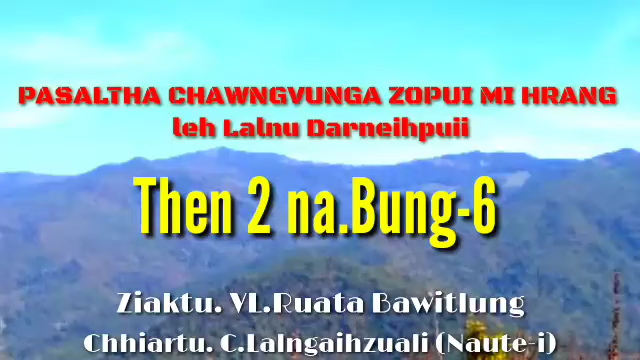 PASALTHA CHAWNGVUNGA ZOPUI MI HRANG
leh Lalnu Darneihpuii
Then 2 na.Bung-6
Ziaktu. VL.Ruata Bawitlung
Chhiartu. C.Lalngaihzuali (Naute-i)